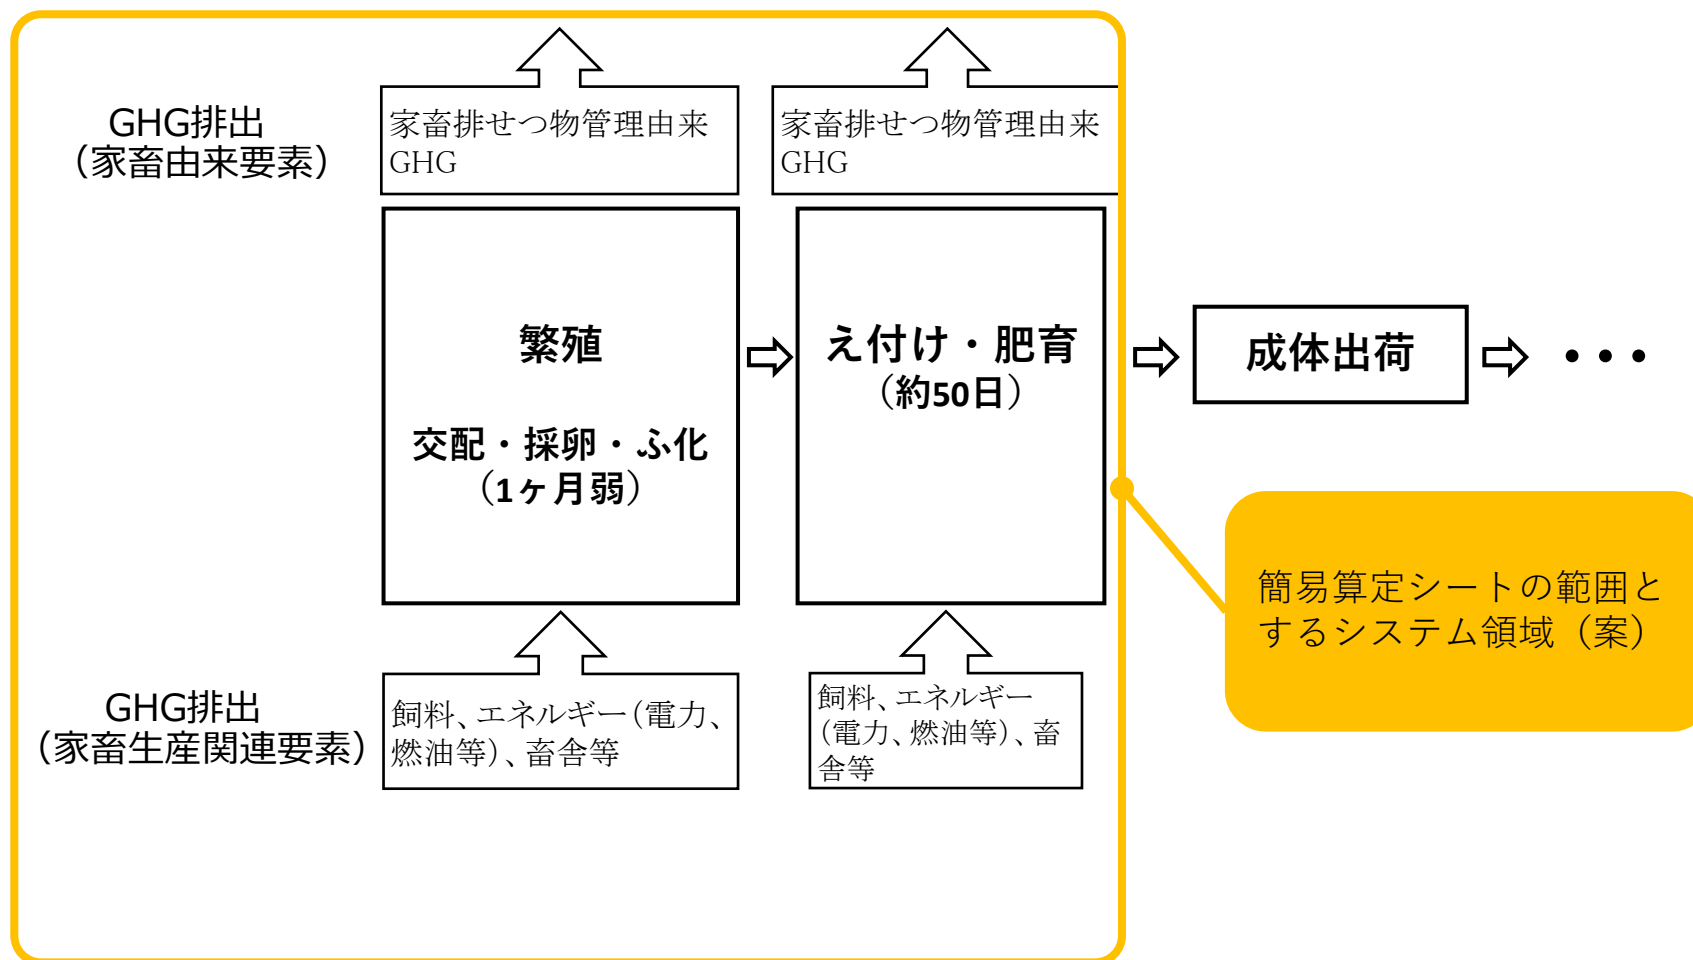 GHG排出
（家畜由来要素）
家畜排せつ物管理由来
GHG
家畜排せつ物管理由来
GHG
繁殖
交配・採卵・ふ化
（1ヶ月弱）
え付け・肥育
（約50日）
成体出荷
・・・
簡易算定シートの範囲と
するシステム領域（案）
GHG排出
（家畜生産関連要素）
飼料、エネルギー（電力、
燃油等）、畜舎等
飼料、エネルギー
（電力、燃油等）、畜
舎等